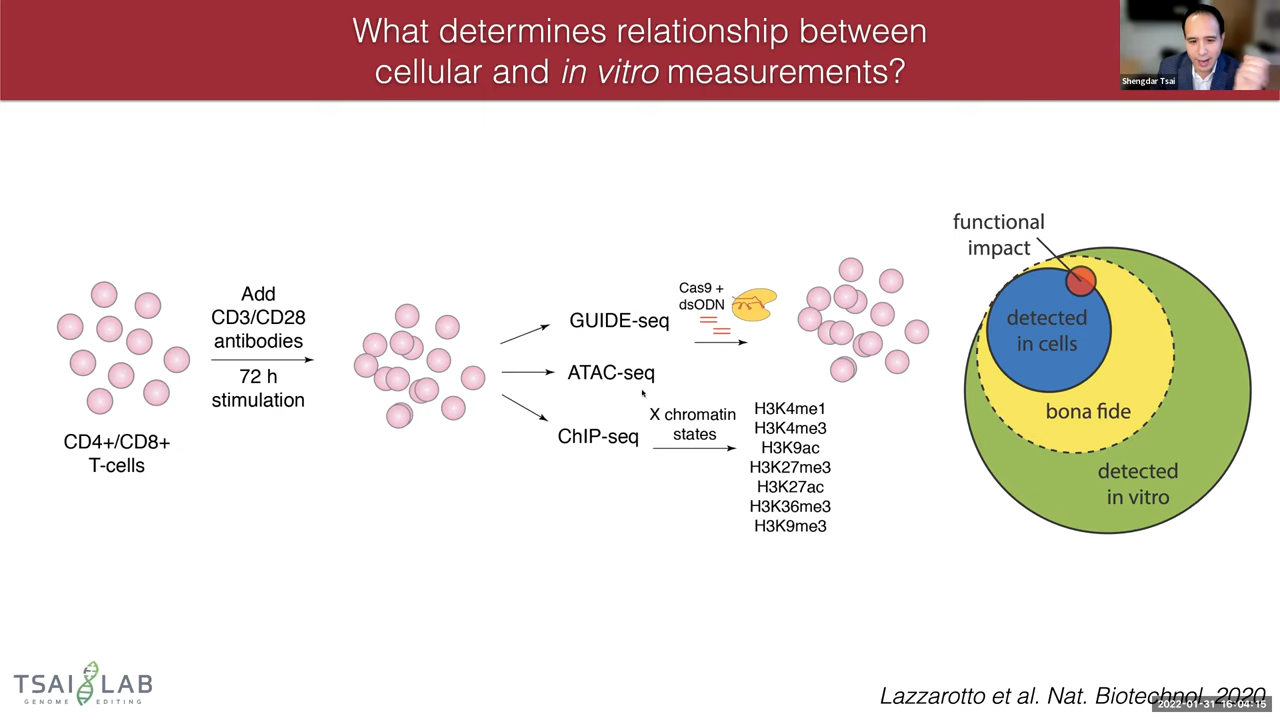 What determines relationship between
cellular and in vitro measurements?
Shengdar Tsai
CD4+/CD8+
T-cells
Add
CD3/CD28
antibodies
72 h
stimulation
GUIDE-seq
ATAC-seq
ChIP-seq
Cas9 +
dsODN
X chromatin
states
H3K4me1
H3K4me3
H3K9ac
H3K27me3
H3K27ac
H3K36me3
H3K9me3
functional
impact
detected
in cells
bona fide
detected
in vitro
TSAI LAB
GENOME EDITING
Lazzarotto et al. Nat. Biotechnol. 2020
2022-01-31 16:04:15